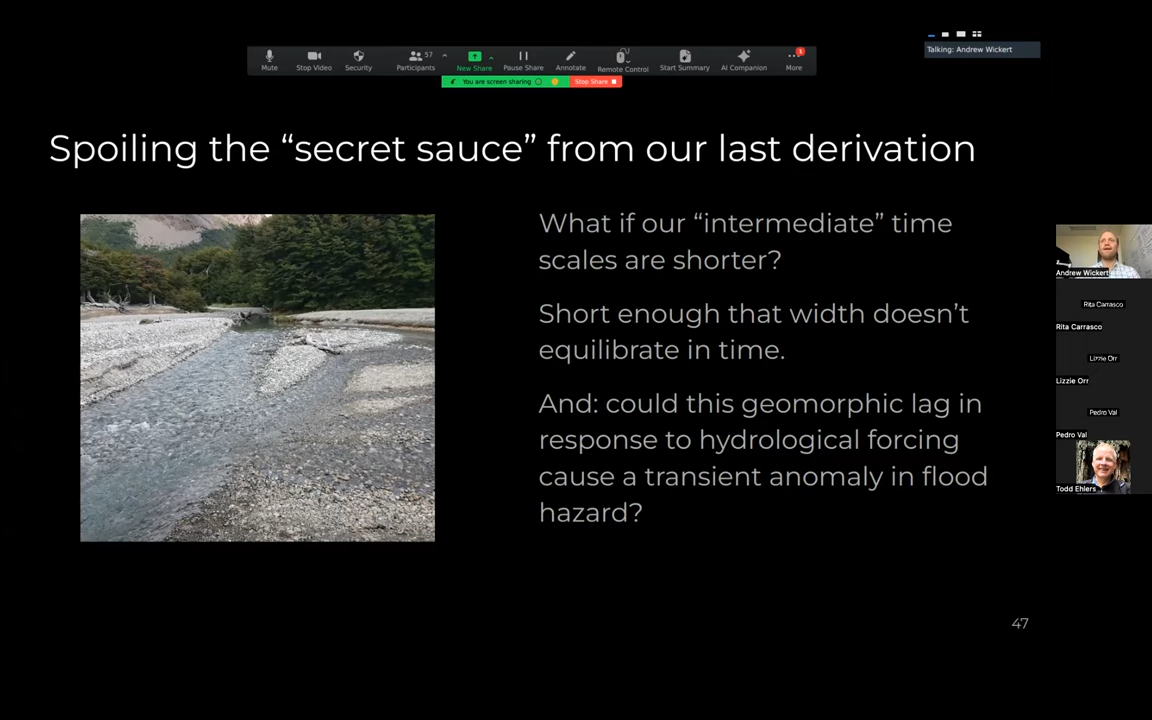 Talking: Andrew Wickert
Mute
Stop Video
Security
Participants
57
New Share
Pause Share
Annotate
Remote Control
Start Summary
AI Companion
More
1
You are screen sharing
Stop Share
Spoiling the “secret sauce” from our last derivation
What if our “intermediate” time
scales are shorter?
Short enough that width doesn’t
equilibrate in time.
And: could this geomorphic lag in
response to hydrological forcing
cause a transient anomaly in flood
hazard?
47
Andrew Wickert
Rita Carrasco
Rita Carrasco
Lizzie Orr
Lizzie Orr
Pedro Val
Pedro Val
Todd Ehlers